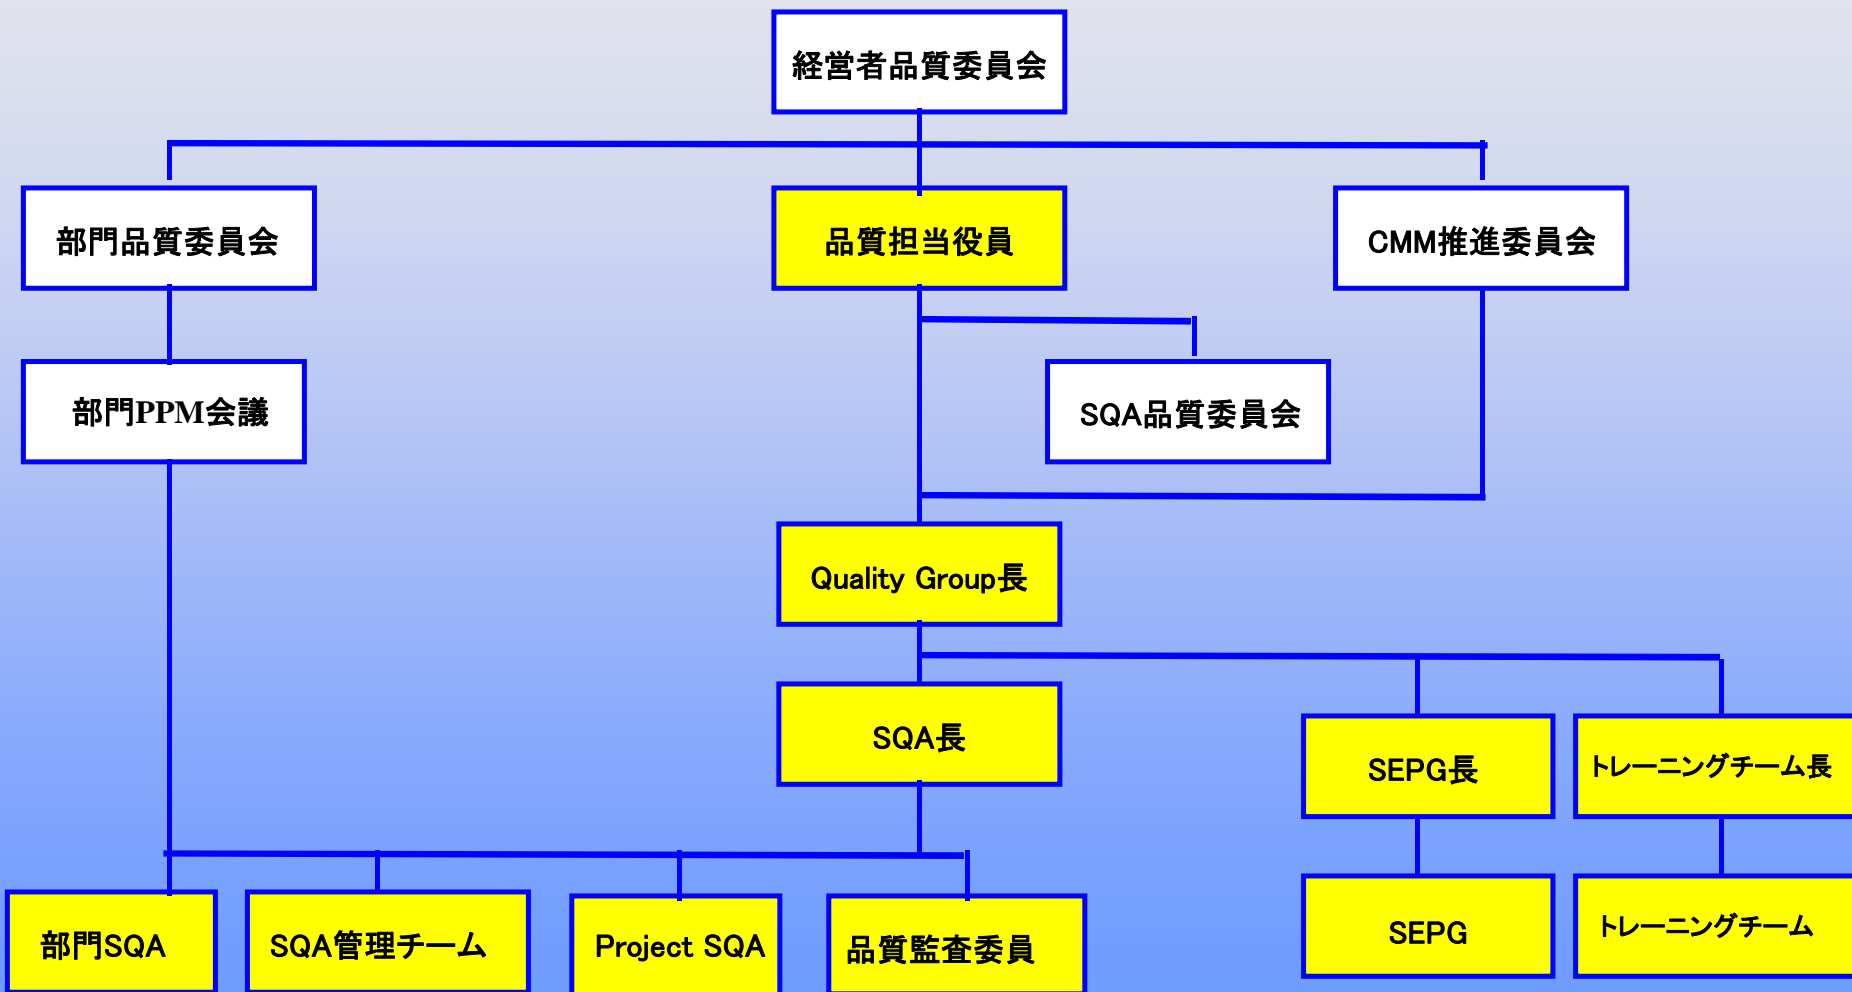 経営者品質委員会
部門品質委員会
品質担当役員
CMM推進委員会
部門PPM会議
SQA品質委員会
Quality Group長
SQA長
SEPG長
トレーニングチーム長
部門SQA
SQA管理チーム
Project SQA
品質監査委員
SEPG
トレーニングチーム